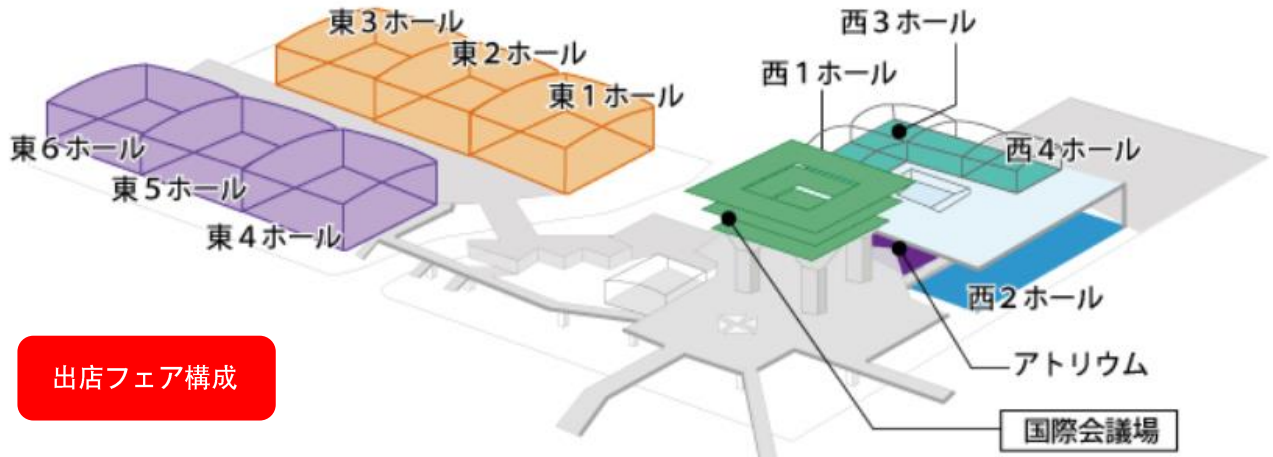 東３ホール
東２ホール
東１ホール
東６ホール
東５ホール
東４ホール
西３ホール
西１ホール
西４ホール
西２ホール
アトリウム
国際会議場
出店フェア構成